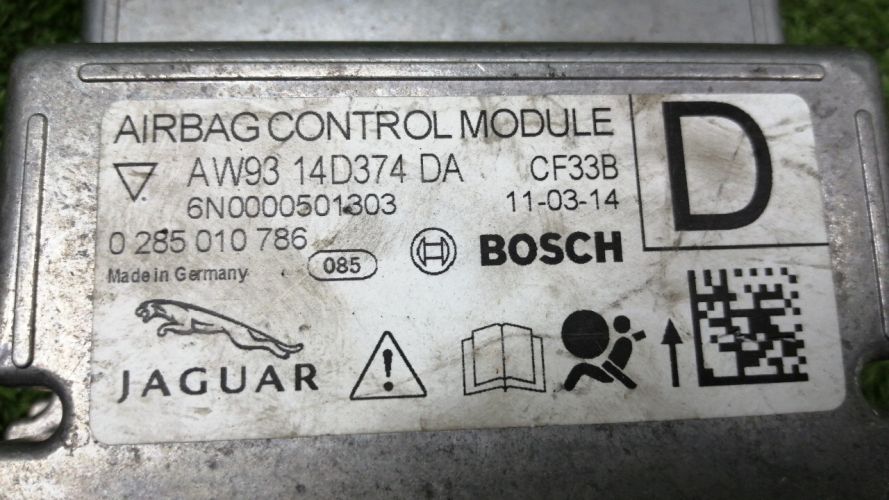 AIRBAG CONTROL MODULE
D
AW93 14D374 DA CF33B
6N0000501303 11-03-14
0 285 010 786
BOSCH
Made in Germany 085
JAGUAR